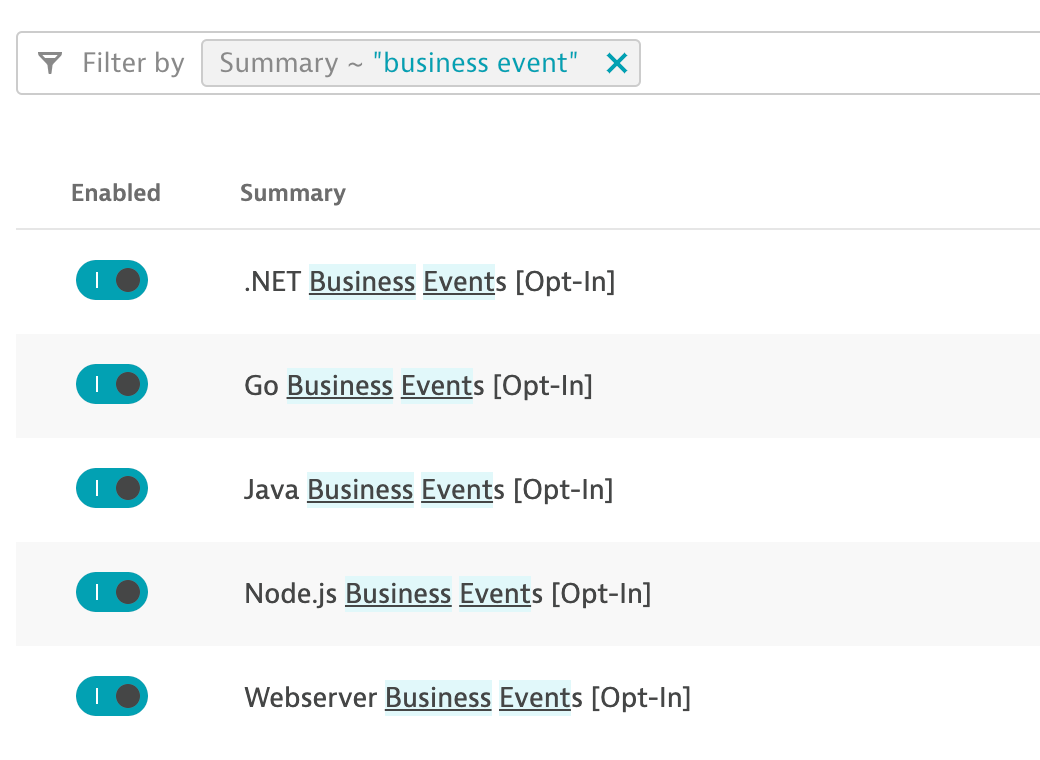 Filter by Summary ~ "business event"
Enabled Summary
.NET Business Events [Opt-In]
Go Business Events [Opt-In]
Java Business Events [Opt-In]
Node.js Business Events [Opt-In]
Webserver Business Events [Opt-In]